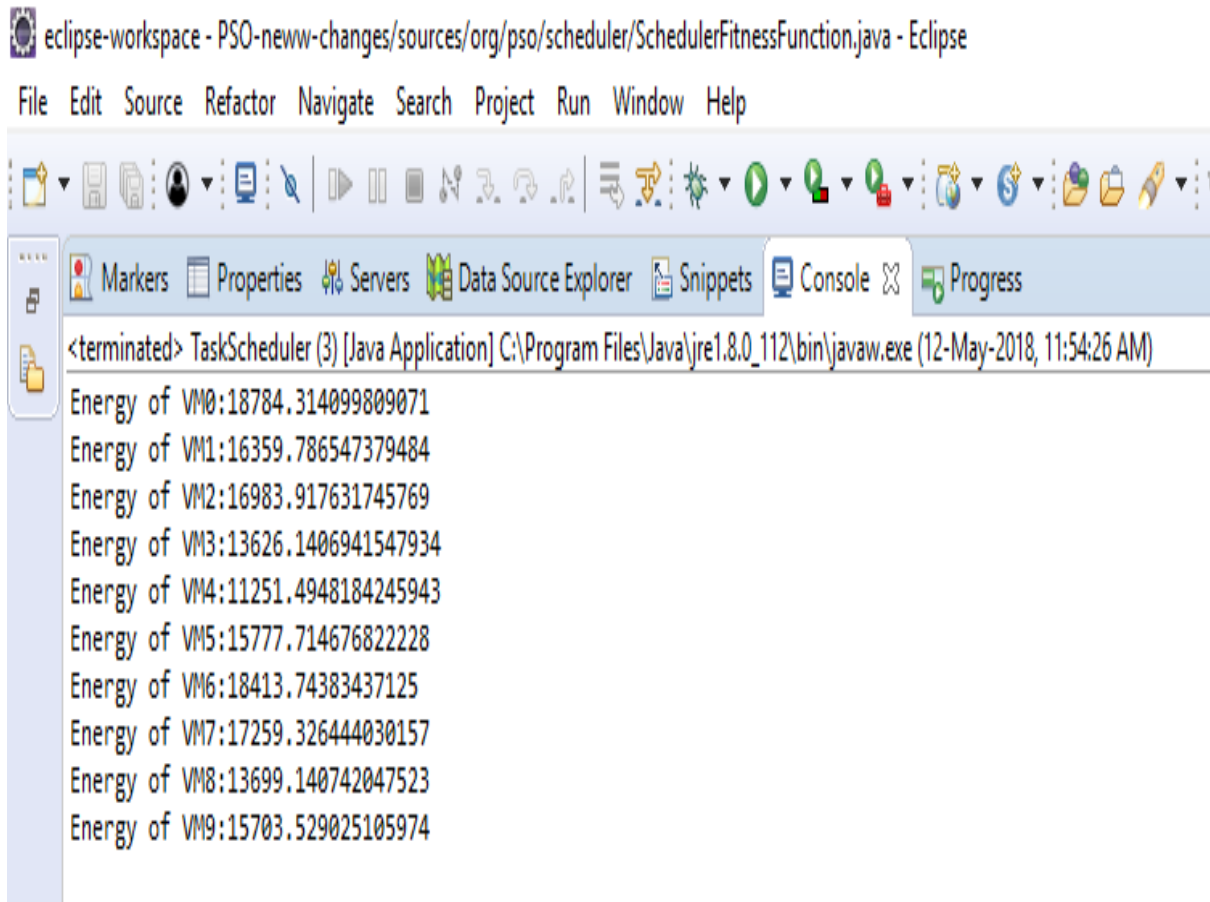 eclipse-workspace - PSO-neww-changes/sources/org/pso/scheduler/SchedulerFitnessFunction.java - Eclipse
File Edit Source Refactor Navigate Search Project Run Window Help
Markers Properties Servers Data Source Explorer Snippets Console Progress
<terminated> TaskScheduler (3) [Java Application] C:\Program Files\Java\jre1.8.0_112\bin\javaw.exe (12-May-2018, 11:54:26 AM)
Energy of VM0:18784.314099809071
Energy of VM1:16359.786547379484
Energy of VM2:16983.917631745769
Energy of VM3:13626.1406941547934
Energy of VM4:11251.4948184245943
Energy of VM5:15777.714676822228
Energy of VM6:18413.74383437125
Energy of VM7:17259.326444030157
Energy of VM8:13699.140742047523
Energy of VM9:15703.529025105974